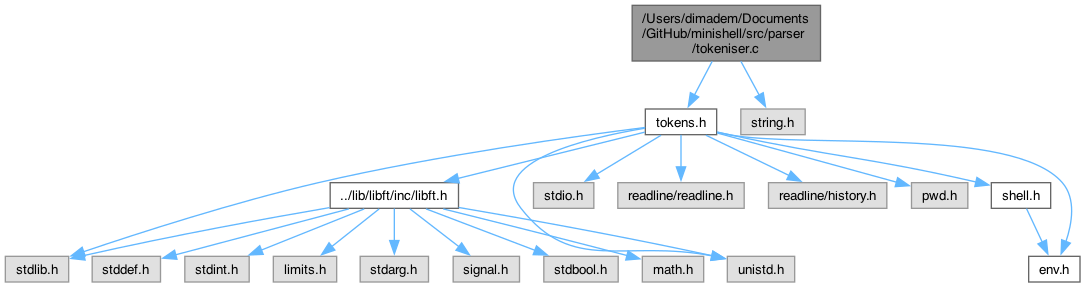 /Users/dimadem/Documents
/GitHub/minishell/src/parser
/tokeniser.c
tokens.h
string.h
../lib/libft/inc/libft.h
stdio.h
readline/readline.h
readline/history.h
pwd.h
shell.h
stdlib.h
stddef.h
stdint.h
limits.h
stdarg.h
signal.h
stdbool.h
math.h
unistd.h
env.h